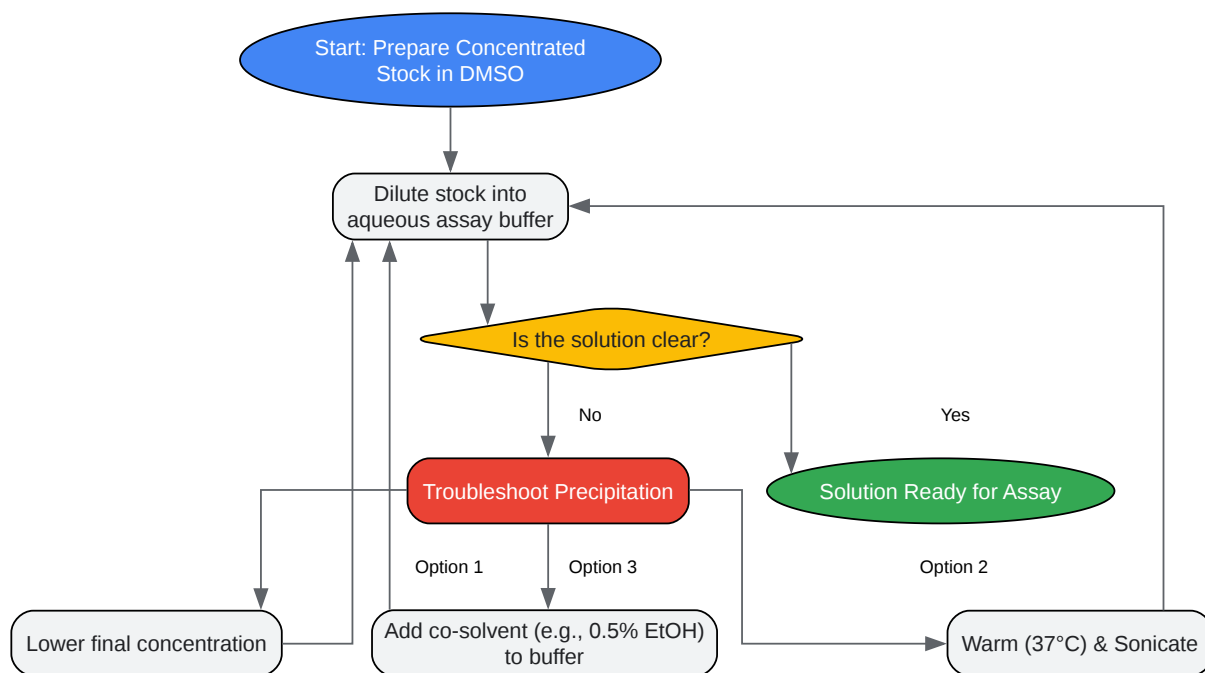 Start: Prepare Concentrated
Stock in DMSO
Dilute stock into
aqueous assay buffer
Is the solution clear?
No
Yes
Troubleshoot Precipitation
Solution Ready for Assay
Option 1
Option 3
Option 2
Lower final concentration
Add co-solvent (e.g., 0.5% EtOH)
to buffer
Warm (37°C) & Sonicate